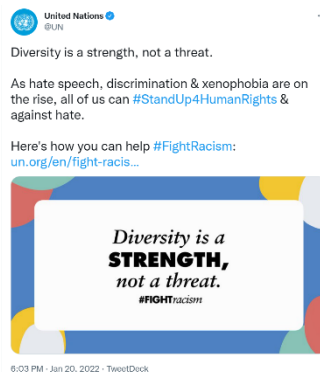 United Nations
@UN
Diversity is a strength, not a threat.
As hate speech, discrimination & xenophobia are on
the rise, all of us can #StandUp4HumanRights &
against hate.
Here's how you can help #FightRacism:
un.org/en/fight-racis...
Diversity is a
STRENGTH,
not a threat.
#FIGHTracism
6:03 PM · Jan 20, 2022 · TweetDeck